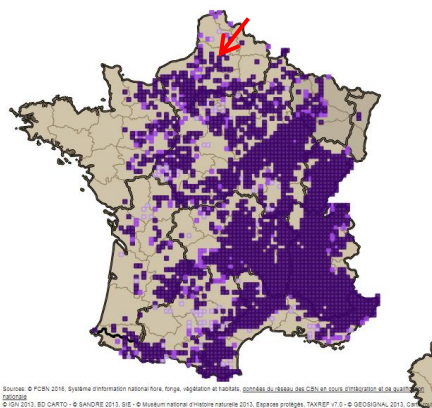 Sources: © FCBN 2016, Système d'information national flore, fonge, végétation et habitats, données du réseau des CBN en cours d'intégration et de qualification
nationale
© IGN 2013, BD CARTO - © SANDRE 2013, SIE - © Muséum national d'Histoire naturelle 2013, Espaces protégés, TAXREF v7.0 - © GEOSIGNAL 2013,